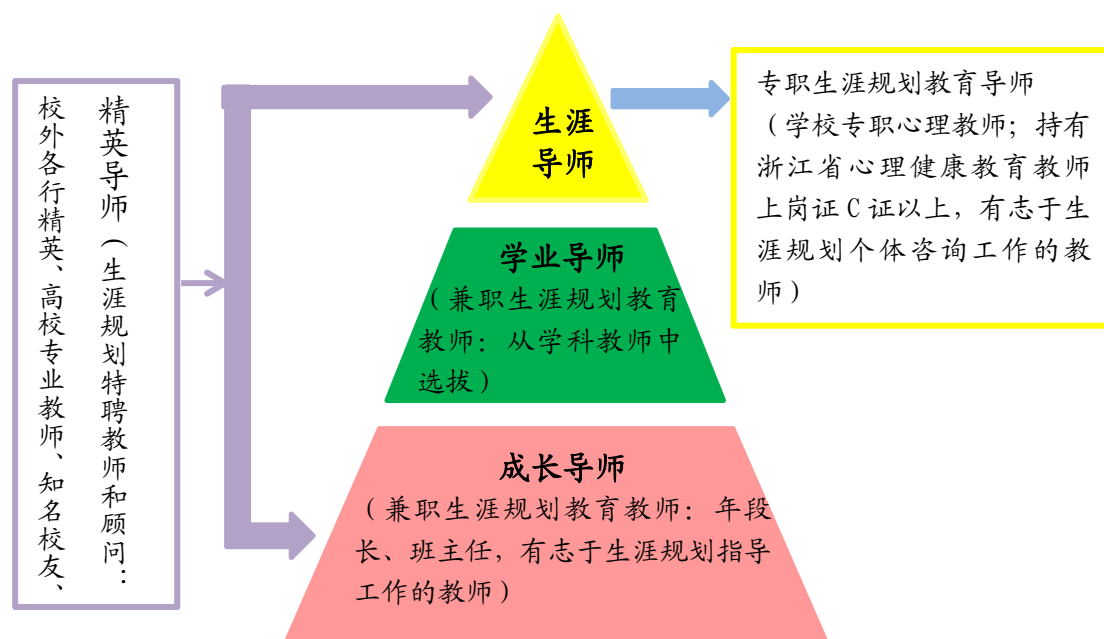 精英导师（生涯规划特聘教师和顾问：
校外各行精英、高校专业教师、知名校友、
生涯
导师
专职生涯规划教育导师
（学校专职心理教师；持有
浙江省心理健康教育教师
上岗证C证以上，有志于生
涯规划个体咨询工作的教
师）
学业导师
（兼职生涯规划教育
教师：从学科教师中
选拔）
成长导师
（兼职生涯规划教育教师：年段
长、班主任，有志于生涯规划指导
工作的教师）